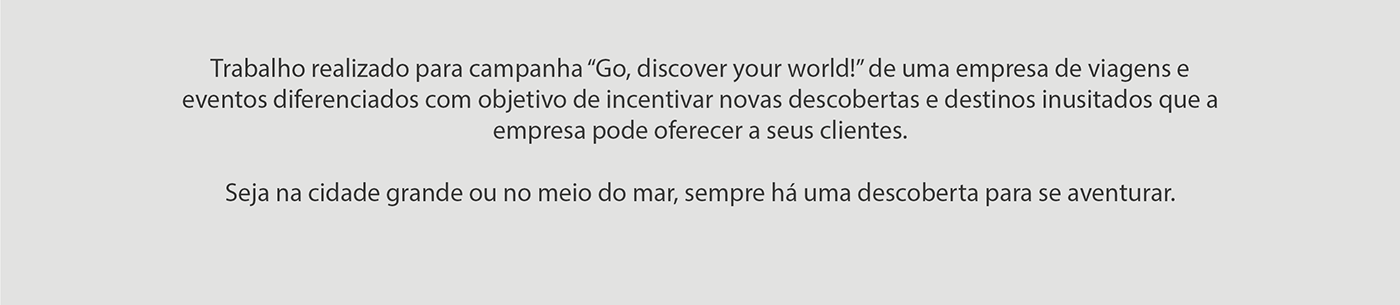 Trabalho realizado para campanha “Go, discover your world!” de uma empresa de viagens e
eventos diferenciados com objetivo de incentivar novas descobertas e destinos inusitados que a
empresa pode oferecer a seus clientes.
Seja na cidade grande ou no meio do mar, sempre há uma descoberta para se aventurar.